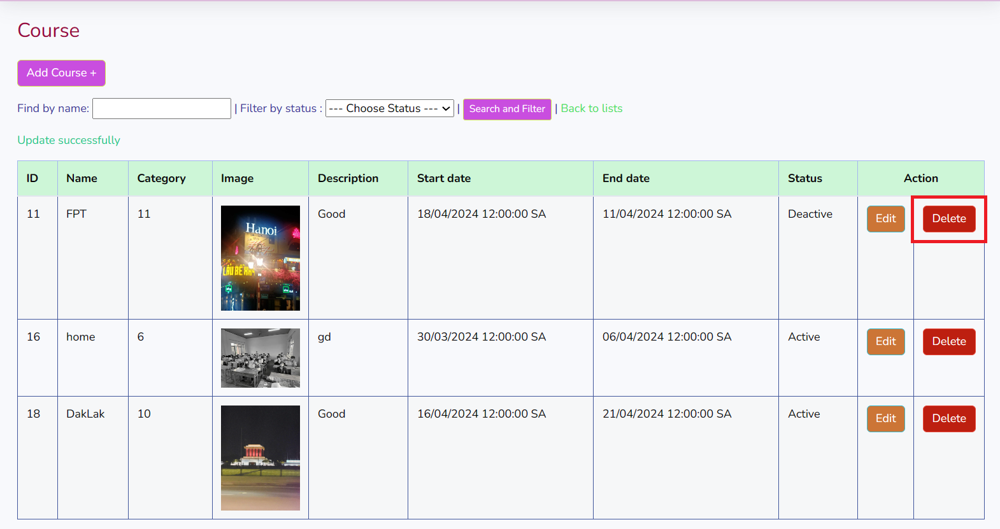 Course
Add Course +
Find by name: | Filter by status : --- Choose Status --- | Search and Filter | Back to lists
Update successfully
ID Name Category Image Description Start date End date Status Action
11 FPT 11 Good 18/04/2024 12:00:00 SA 11/04/2024 12:00:00 SA Deactive Edit Delete
Hanoi
LẨU BÊ
16 home 6 gd 30/03/2024 12:00:00 SA 06/04/2024 12:00:00 SA Active Edit Delete
18 DakLak 10 Good 16/04/2024 12:00:00 SA 21/04/2024 12:00:00 SA Active Edit Delete